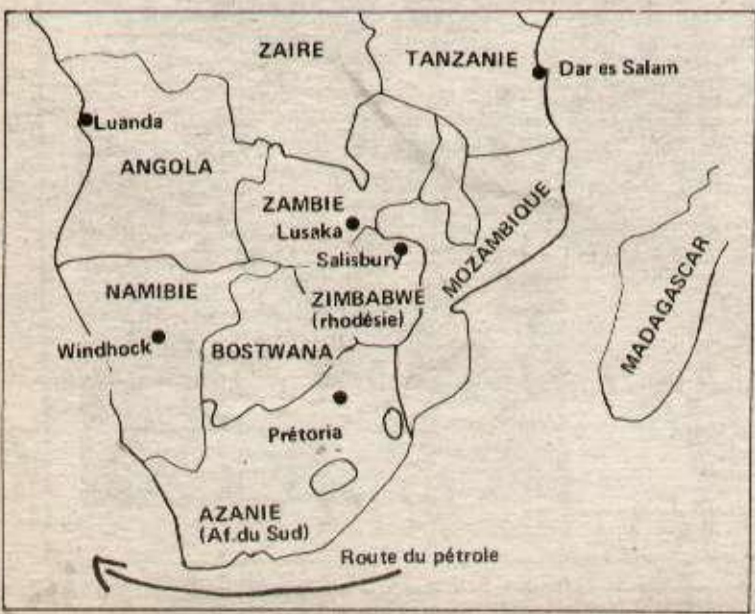 ZAIRE
TANZANIE
Dar es Salam
Luanda
ANGOLA
ZAMBIE
Lusaka
Salisbury
MOZAMBIQUE
MADAGASCAR
NAMIBIE
ZIMBABWE
(rhodésie)
Windhock
BOSTWANA
Prétoria
AZANIE
(Af.du Sud)
Route du pétrole